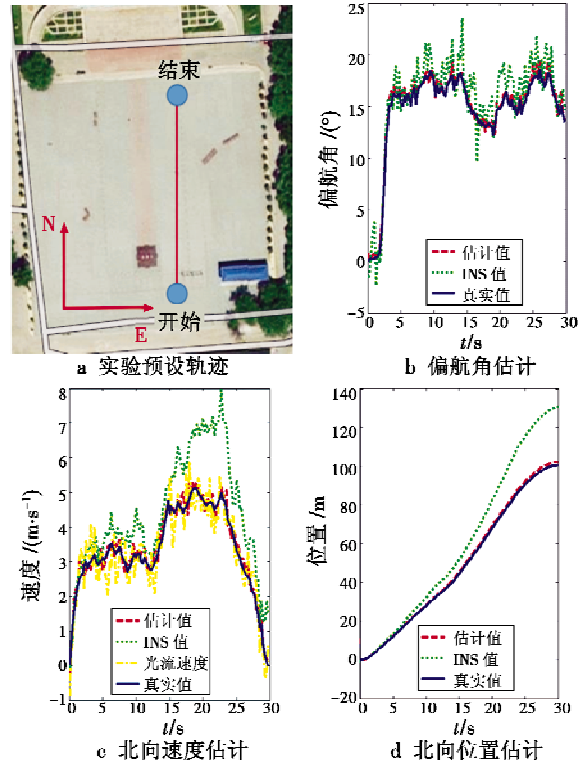 结束
N
开始
E
a 实验预设轨迹
25
20
15
10
5
0
-5
偏航角 /(°)
估计值
INS 值
真实值
0 5 10 15 20 25 30
t/s
b 偏航角估计
8
7
6
5
4
3
2
1
0
-1
速度 /(m·s⁻¹)
估计值
INS 值
光流速度
真实值
0 5 10 15 20 25 30
t/s
c 北向速度估计
140
120
100
80
60
40
20
0
-20
位置 /m
估计值
INS 值
真实值
0 5 10 15 20 25 30
t/s
d 北向位置估计